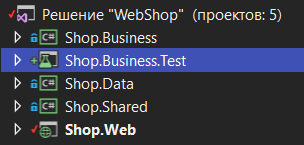 Решение "WebShop" (проектов: 5)
Shop.Business
Shop.Business.Test
Shop.Data
Shop.Shared
Shop.Web